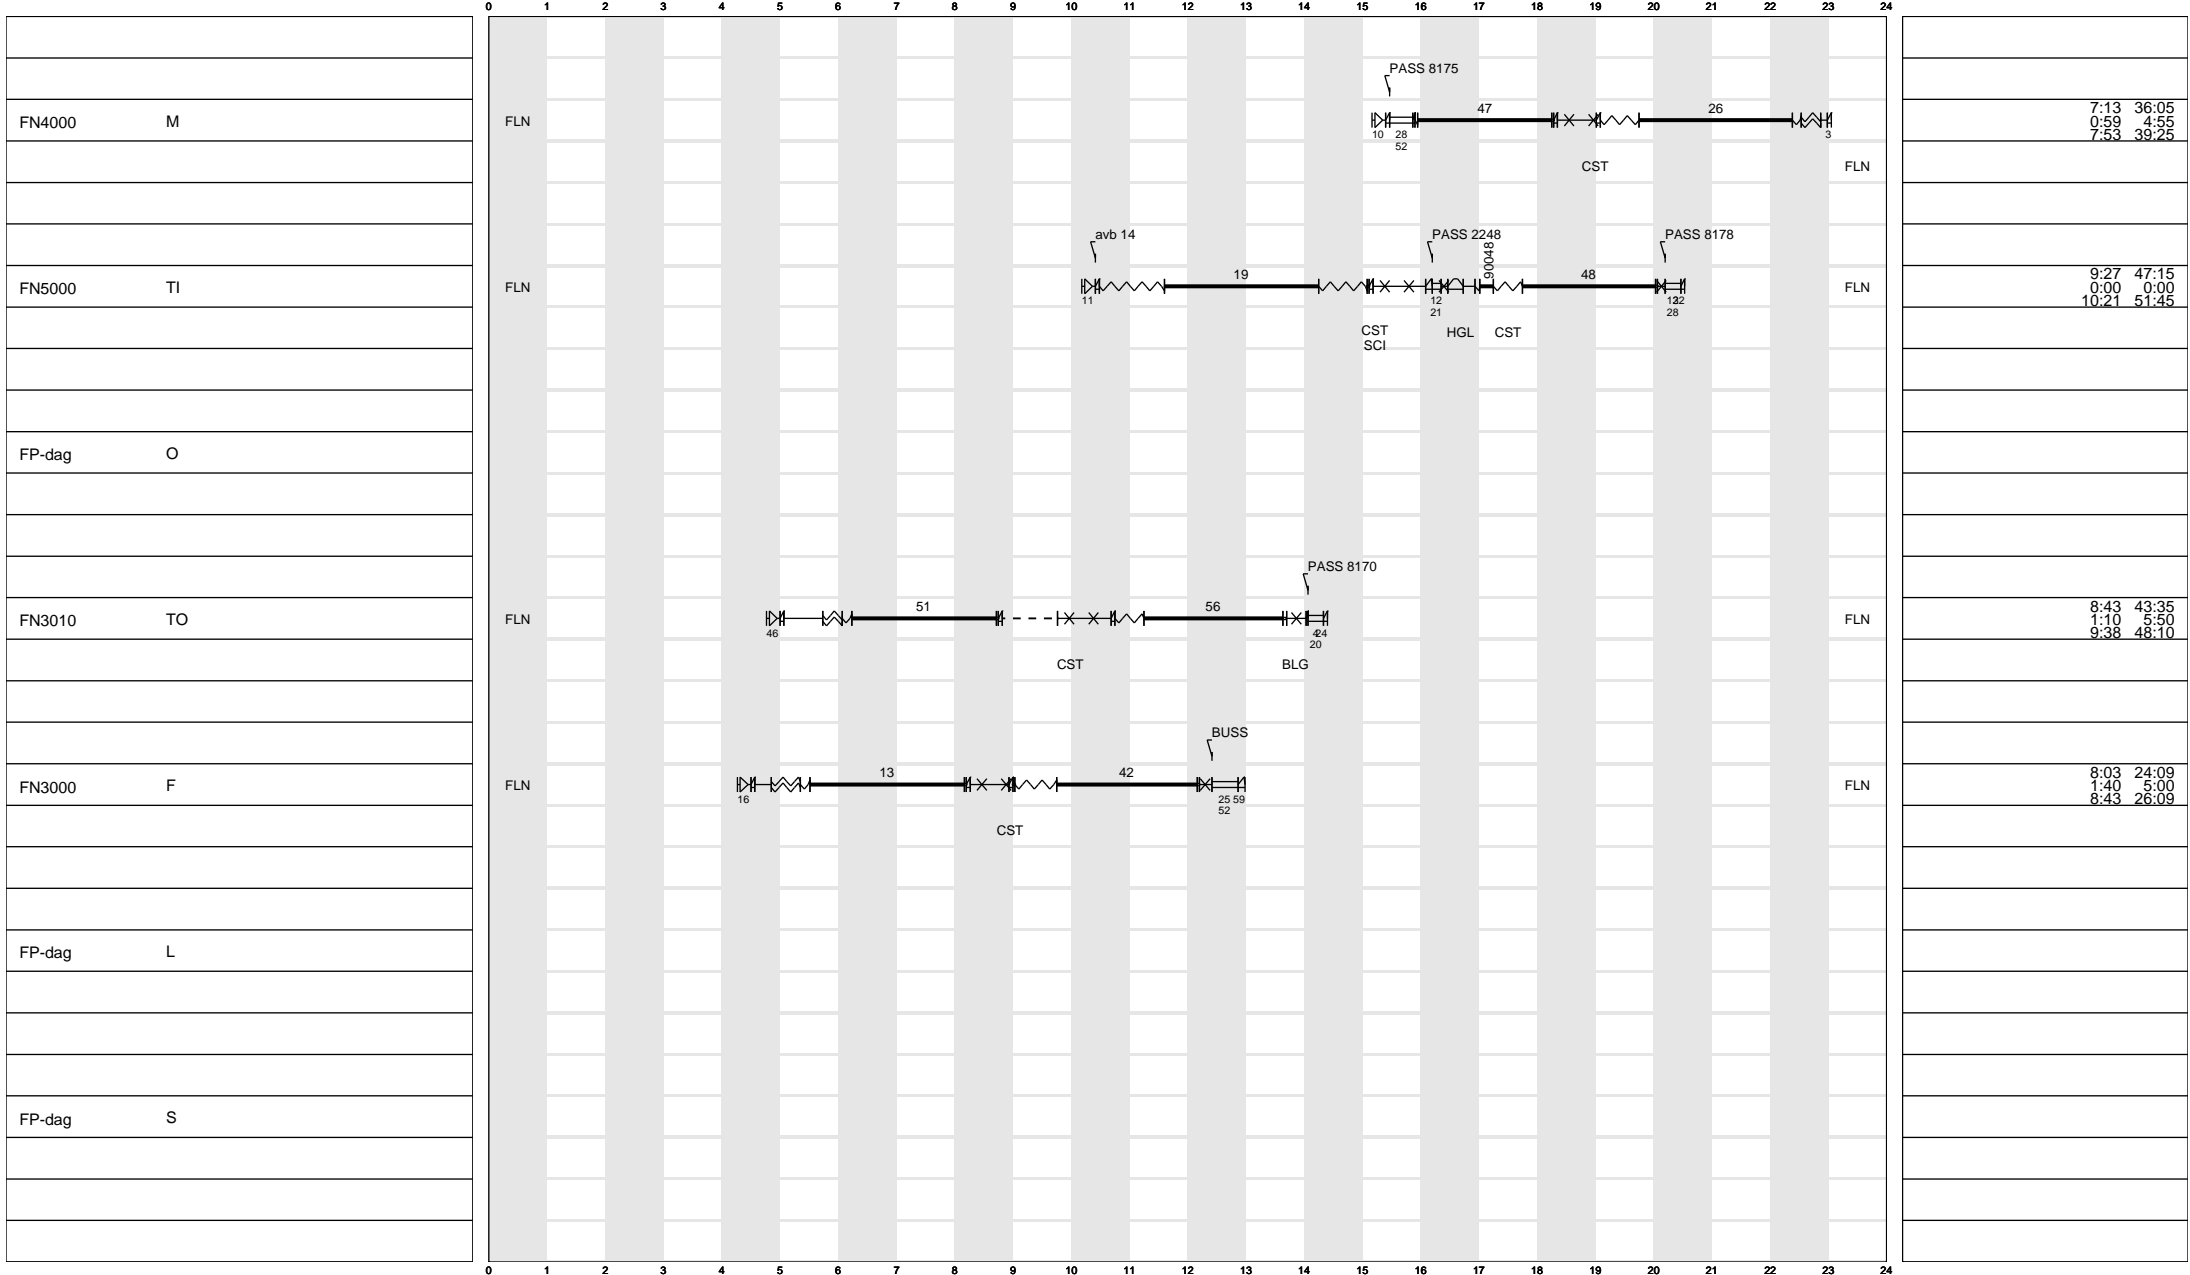 0 1 2 3 4 5 6 7 8 9 10 11 12 13 14 15 16 17 18 19 20 21 22 23 24
PASS 8175
FN4000 M FLN 47 26 7:13 36:05
0:59 4:55
10 28 3 7:53 39:25
52
CST FLN
avb 14 PASS 2248 PASS 8178
90048
FN5000 TI FLN 19 48 FLN 9:27 47:15
0:00 0:00
11 12 32 10:21 51:45
21 28
CST HGL CST
SCI
FP-dag O
PASS 8170
FN3010 TO FLN 51 56 FLN 8:43 43:35
1:10 5:50
46 24 9:38 48:10
20
CST BLG
BUSS
FN3000 F FLN 13 42 FLN 8:03 24:09
1:40 5:00
16 25 59 8:43 26:09
52
CST
FP-dag L
FP-dag S
0 1 2 3 4 5 6 7 8 9 10 11 12 13 14 15 16 17 18 19 20 21 22 23 24